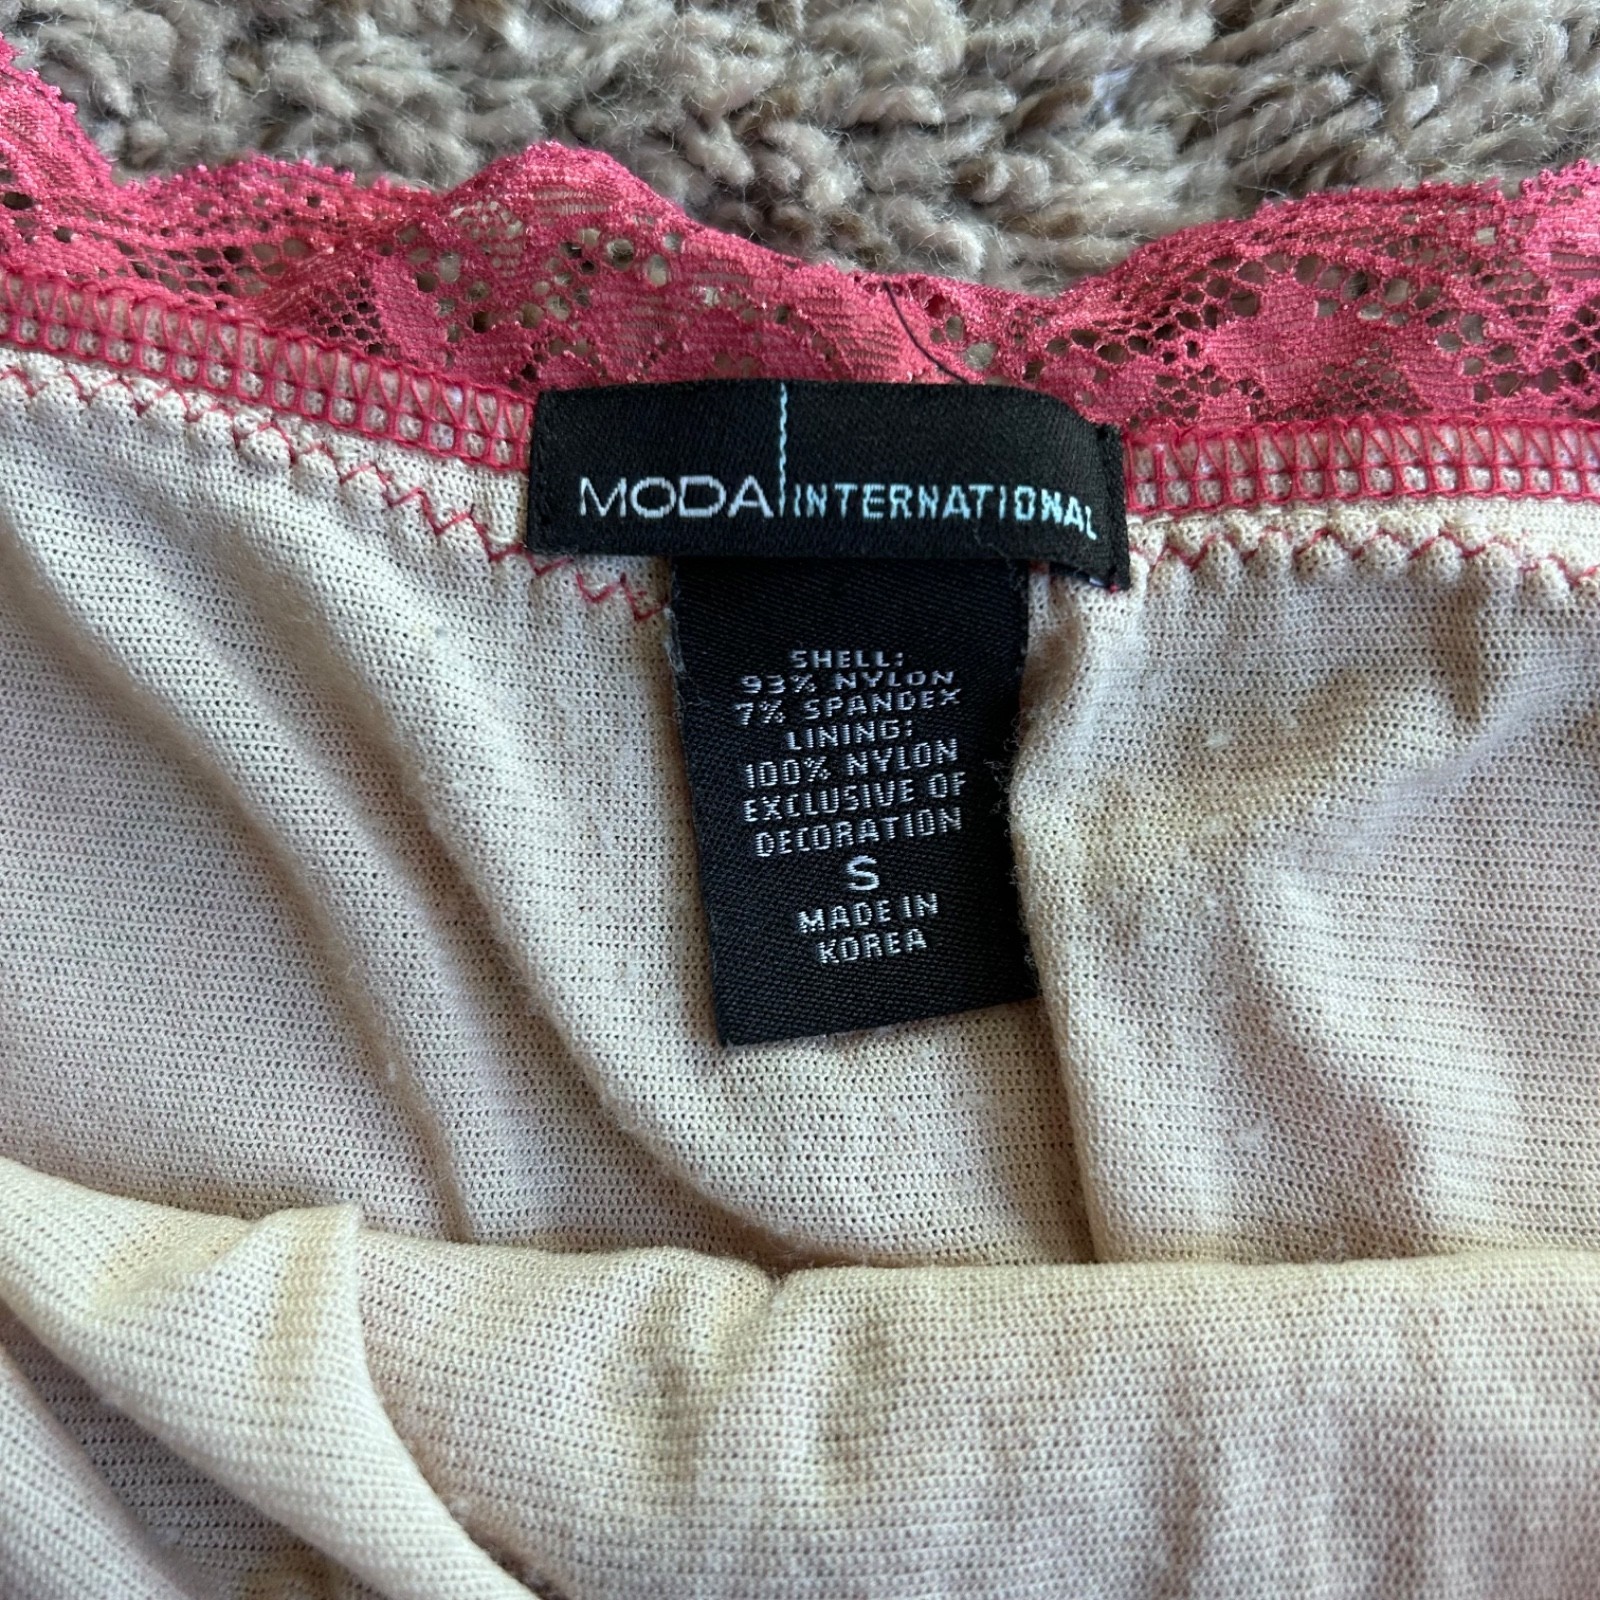 MODA INTERNATIONAL
SHELL:
93% NYLON
7% SPANDEX
LINING:
100% NYLON
EXCLUSIVE OF
DECORATION
S
MADE IN
KOREA